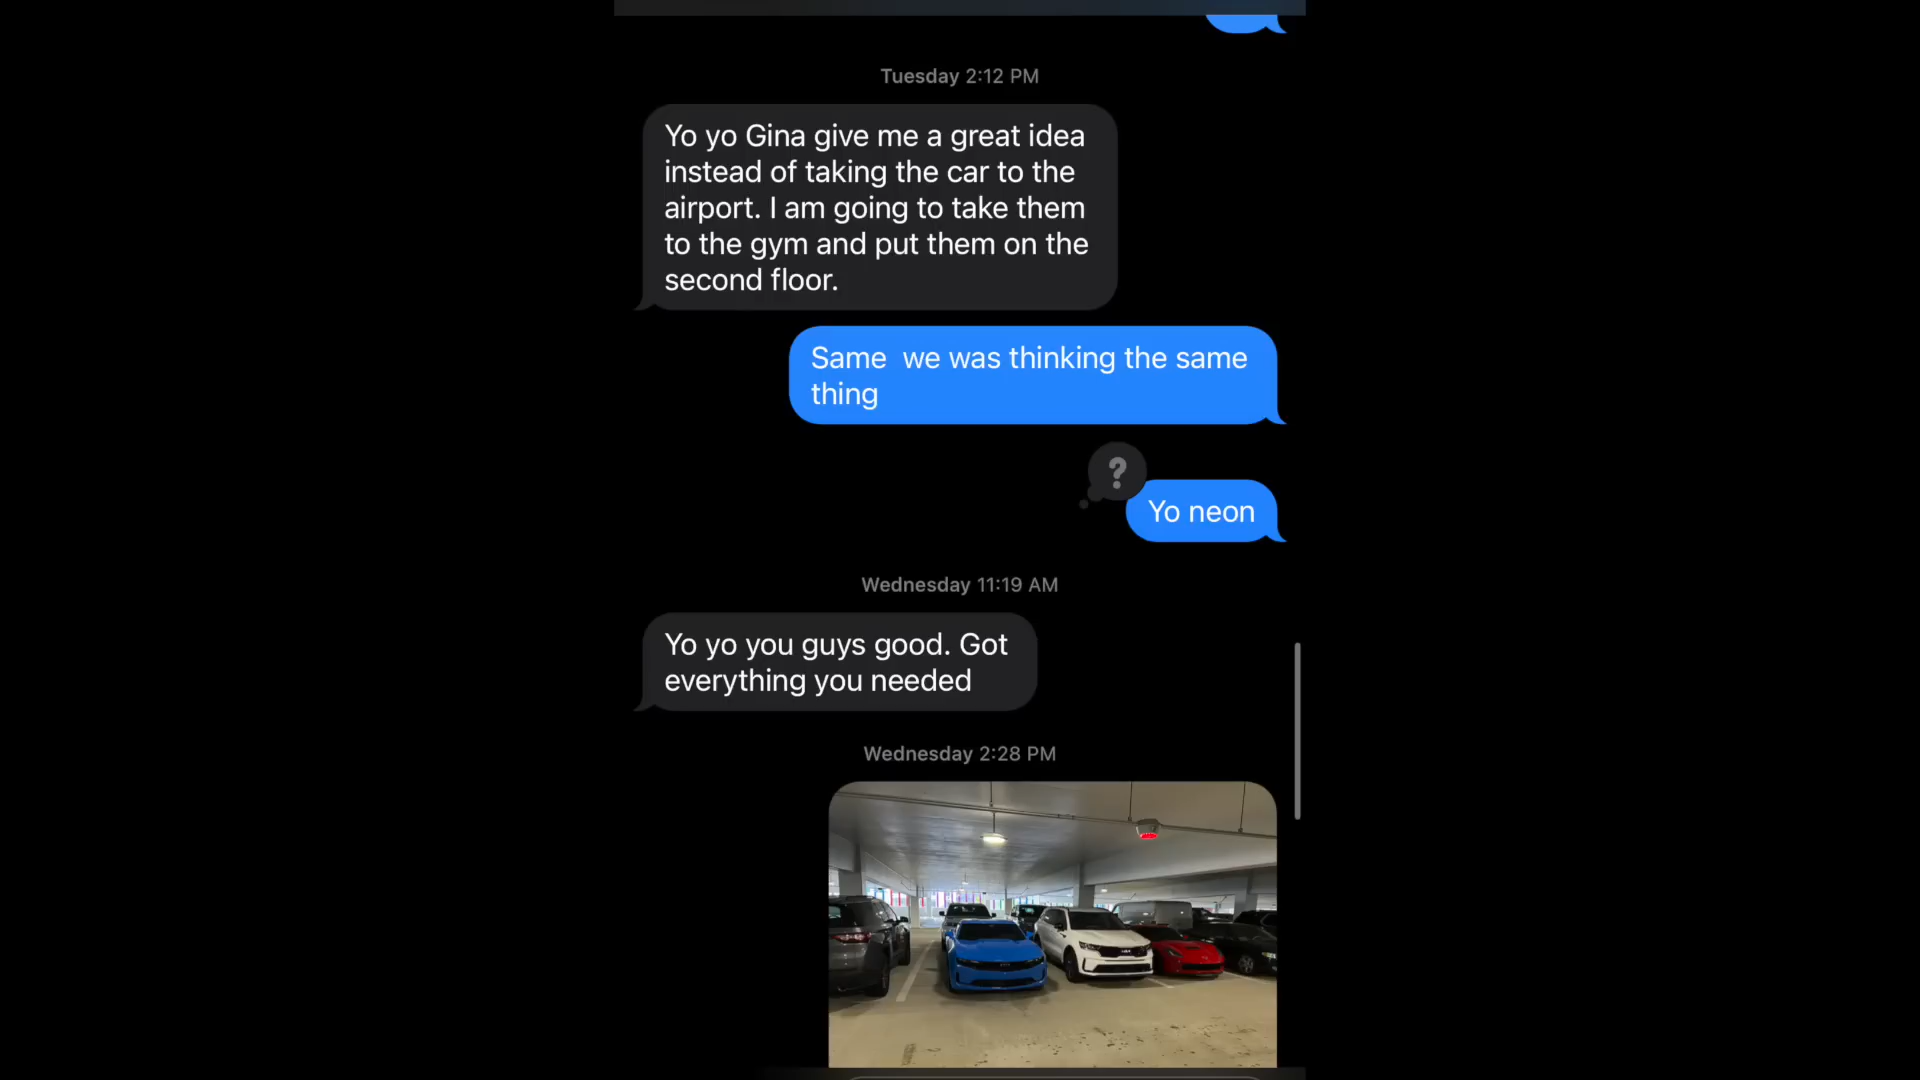 Tuesday 2:12 PM
Yo yo Gina give me a great idea
instead of taking the car to the
airport. I am going to take them
to the gym and put them on the
second floor.
Same  we was thinking the same
thing
?
Yo neon
Wednesday 11:19 AM
Yo yo you guys good. Got
everything you needed
Wednesday 2:28 PM